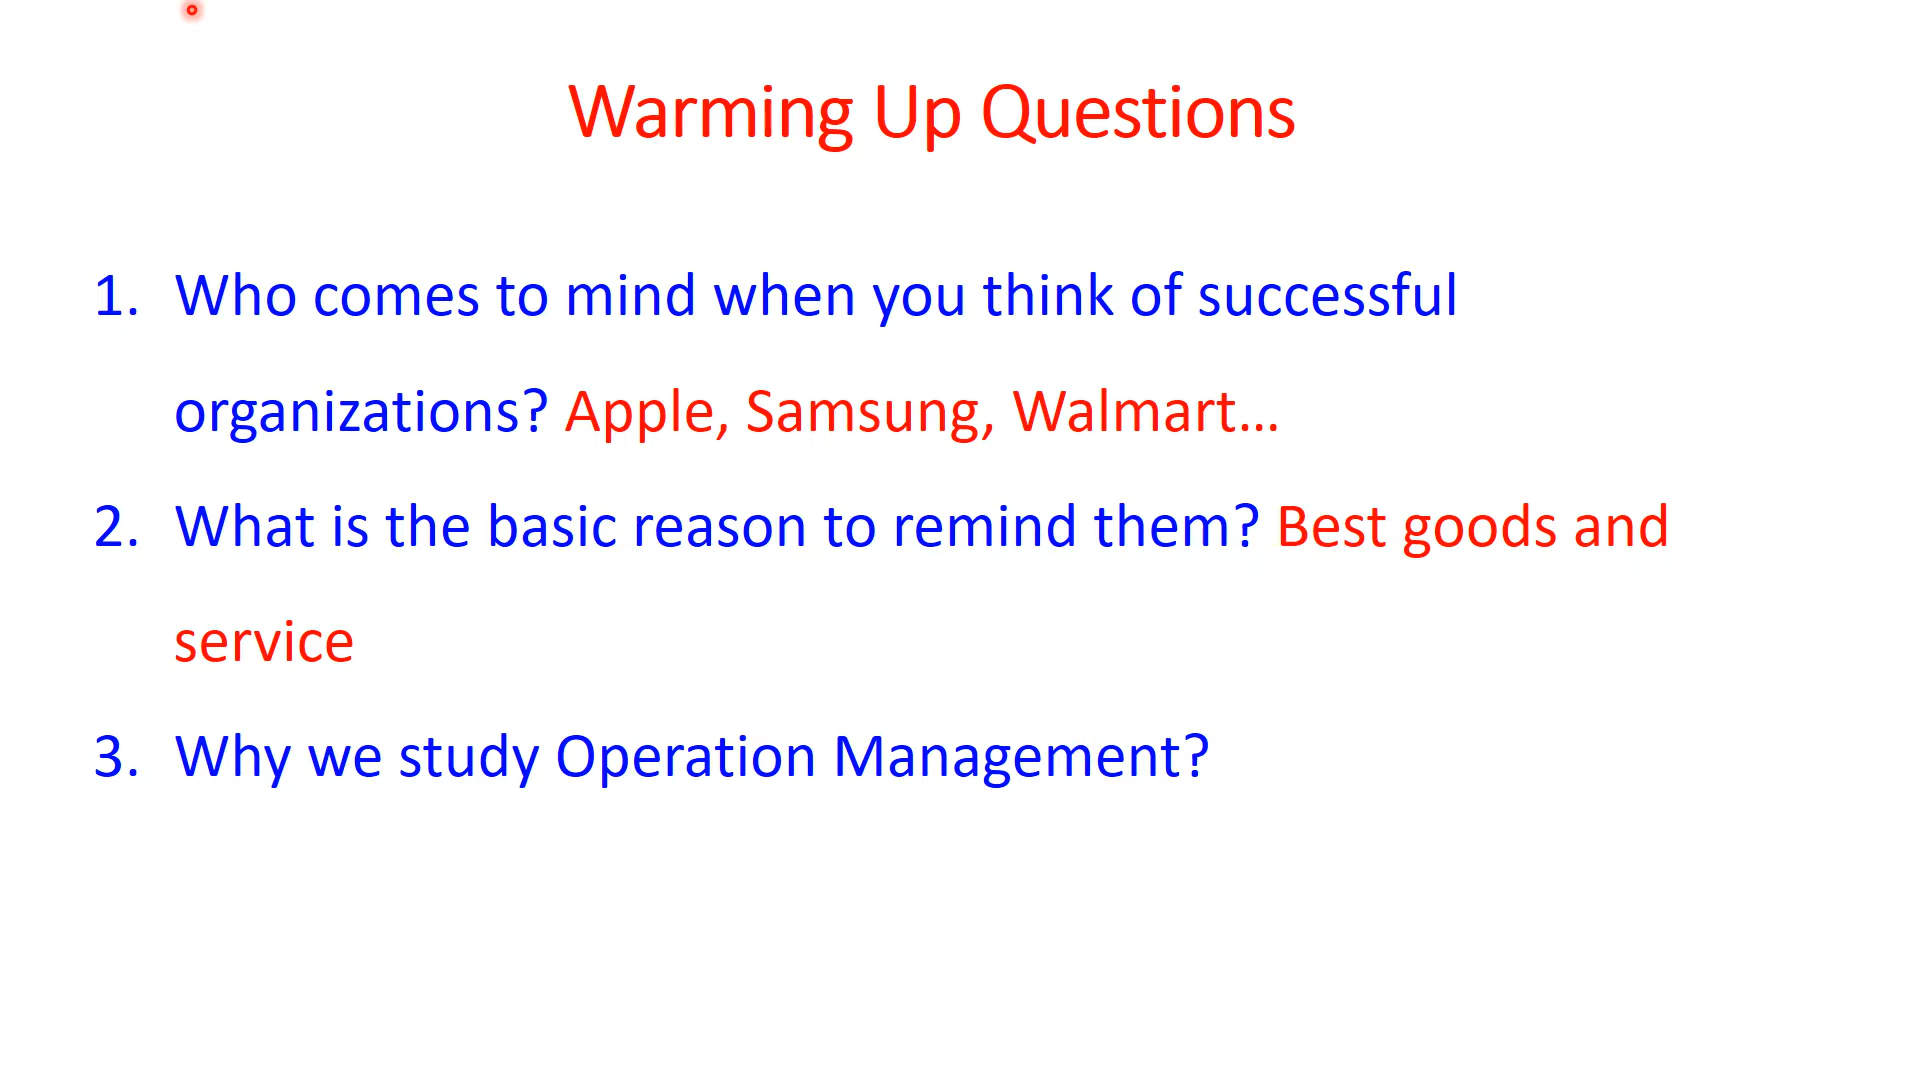 Warming Up Questions
1. Who comes to mind when you think of successful
organizations? Apple, Samsung, Walmart...
2. What is the basic reason to remind them? Best goods and
service
3. Why we study Operation Management?